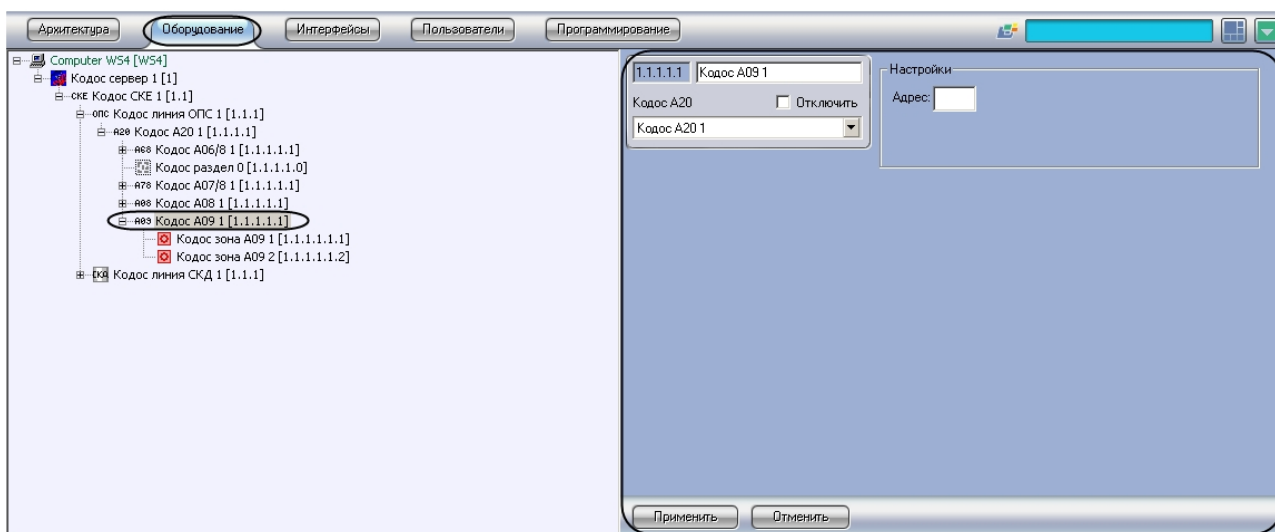 Архитектура Оборудование Интерфейсы Пользователи Программирование
Computer WS4 [WS4]
Кодос сервер 1 [1]
СКЕ Кодос СКЕ 1 [1.1]
ОПС Кодос линия ОПС 1 [1.1.1]
A20 Кодос А20 1 [1.1.1.1]
A68 Кодос А06/8 1 [1.1.1.1.1]
Кодос раздел 0 [1.1.1.1.0]
A78 Кодос А07/8 1 [1.1.1.1.1]
A08 Кодос А08 1 [1.1.1.1.1]
A09 Кодос А09 1 [1.1.1.1.1]
Кодос зона А09 1 [1.1.1.1.1.1]
Кодос зона А09 2 [1.1.1.1.1.2]
СКД Кодос линия СКД 1 [1.1.1]
1.1.1.1.1 Кодос А09 1
Кодос А20 Отключить
Кодос А20 1
Настройки
Адрес:
Применить Отменить